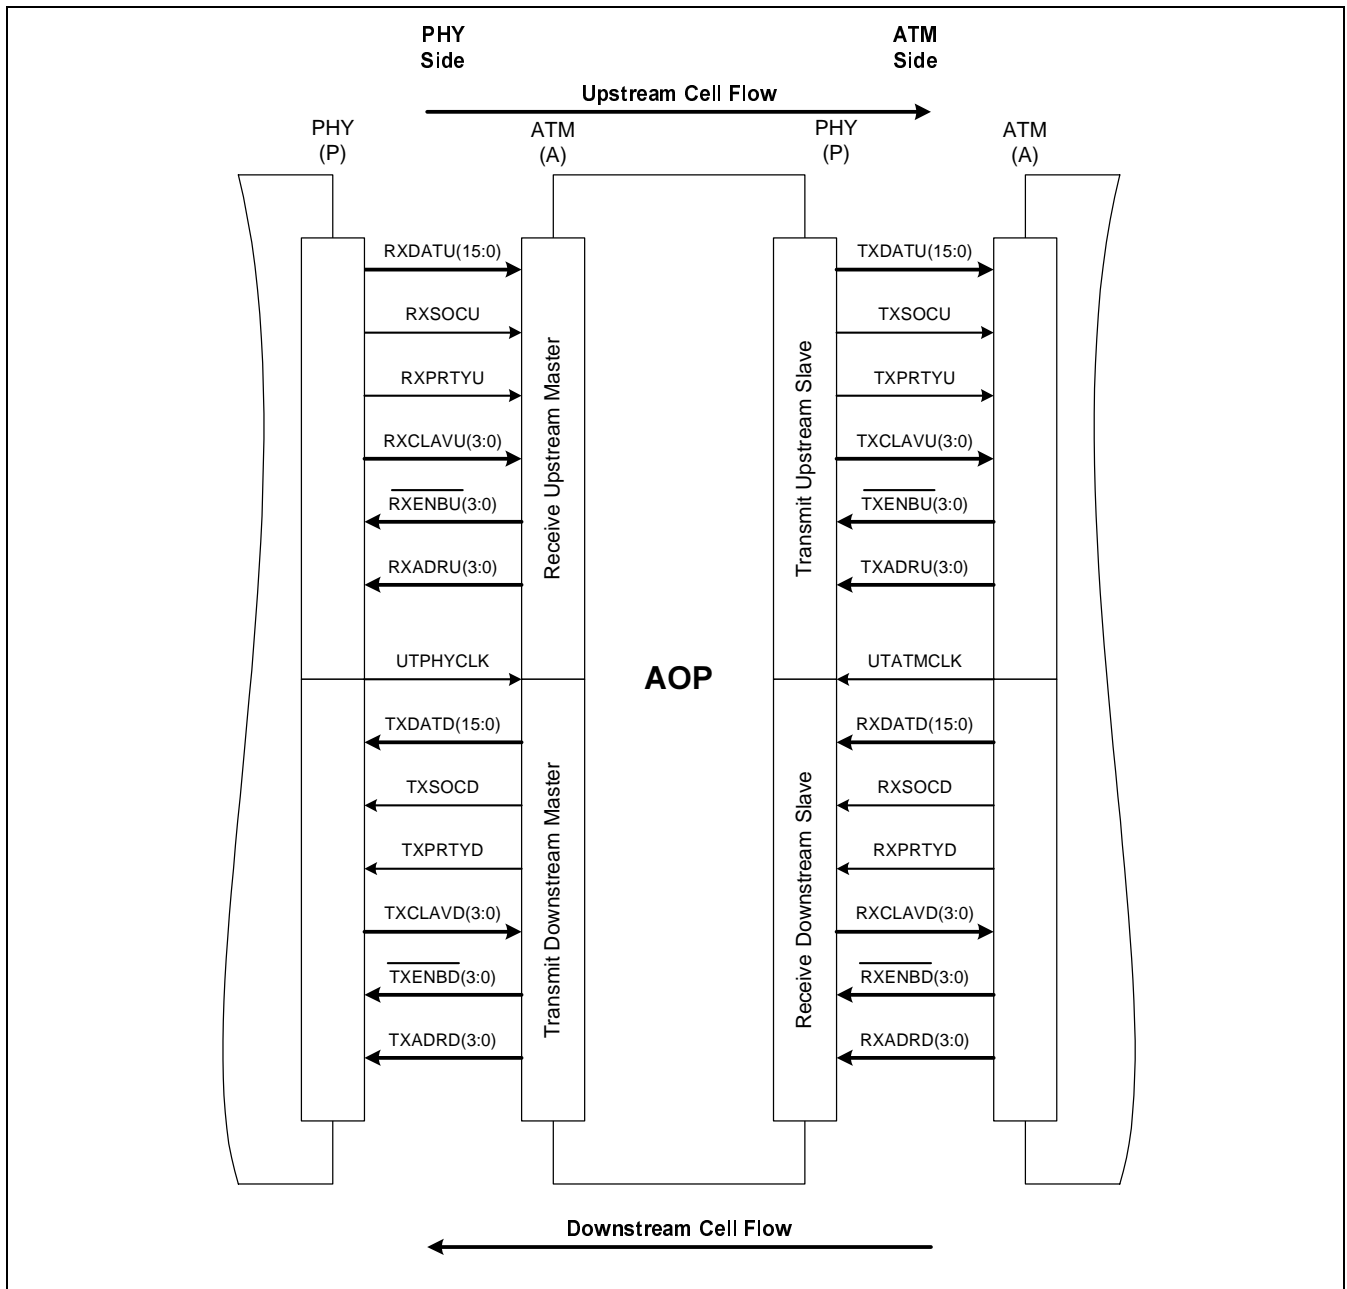 PHY
Side
ATM
Side
Upstream Cell Flow
PHY
(P)
ATM
(A)
PHY
(P)
ATM
(A)
RXDATU(15:0)
TXDATU(15:0)
RXSOCU
TXSOCU
RXPRTYU
TXPRTYU
RXCLAVU(3:0)
TXCLAVU(3:0)
RXENBU(3:0)
TXENBU(3:0)
RXADRU(3:0)
TXADRU(3:0)
Receive Upstream Master
Transmit Upstream Slave
UTPHYCLK
AOP
UTATMCLK
TXDATD(15:0)
RXDATD(15:0)
TXSOCD
RXSOCD
TXPRTYD
RXPRTYD
TXCLAVD(3:0)
RXCLAVD(3:0)
TXENBD(3:0)
RXENBD(3:0)
TXADRD(3:0)
RXADRD(3:0)
Transmit Downstream Master
Receive Downstream Slave
Downstream Cell Flow